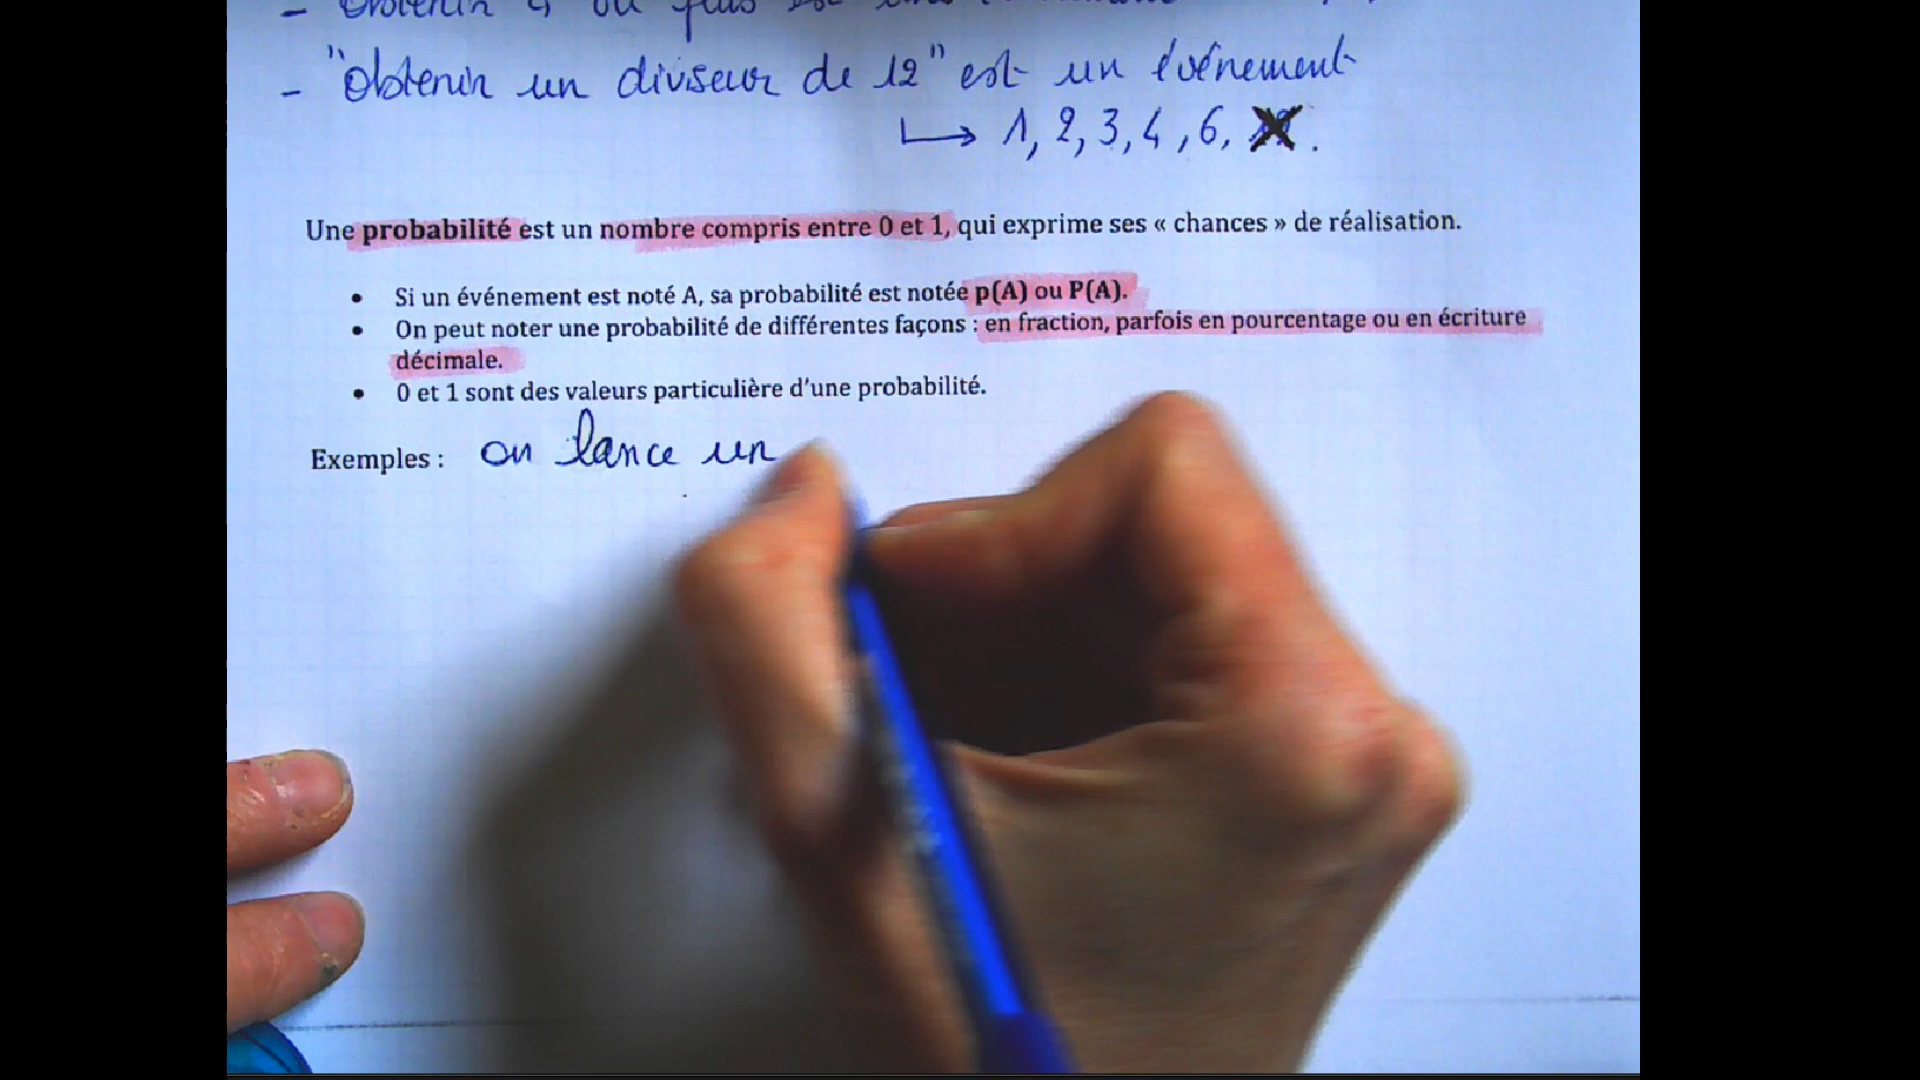 - ou plus
- "Obtenir un diviseur de 12" est un événement
↳ 1, 2, 3, 4, 6, .
Une probabilité est un nombre compris entre 0 et 1, qui exprime ses « chances » de réalisation.
• Si un événement est noté A, sa probabilité est notée p(A) ou P(A).
• On peut noter une probabilité de différentes façons : en fraction, parfois en pourcentage ou en écriture
décimale.
• 0 et 1 sont des valeurs particulière d'une probabilité.
Exemples : on lance un